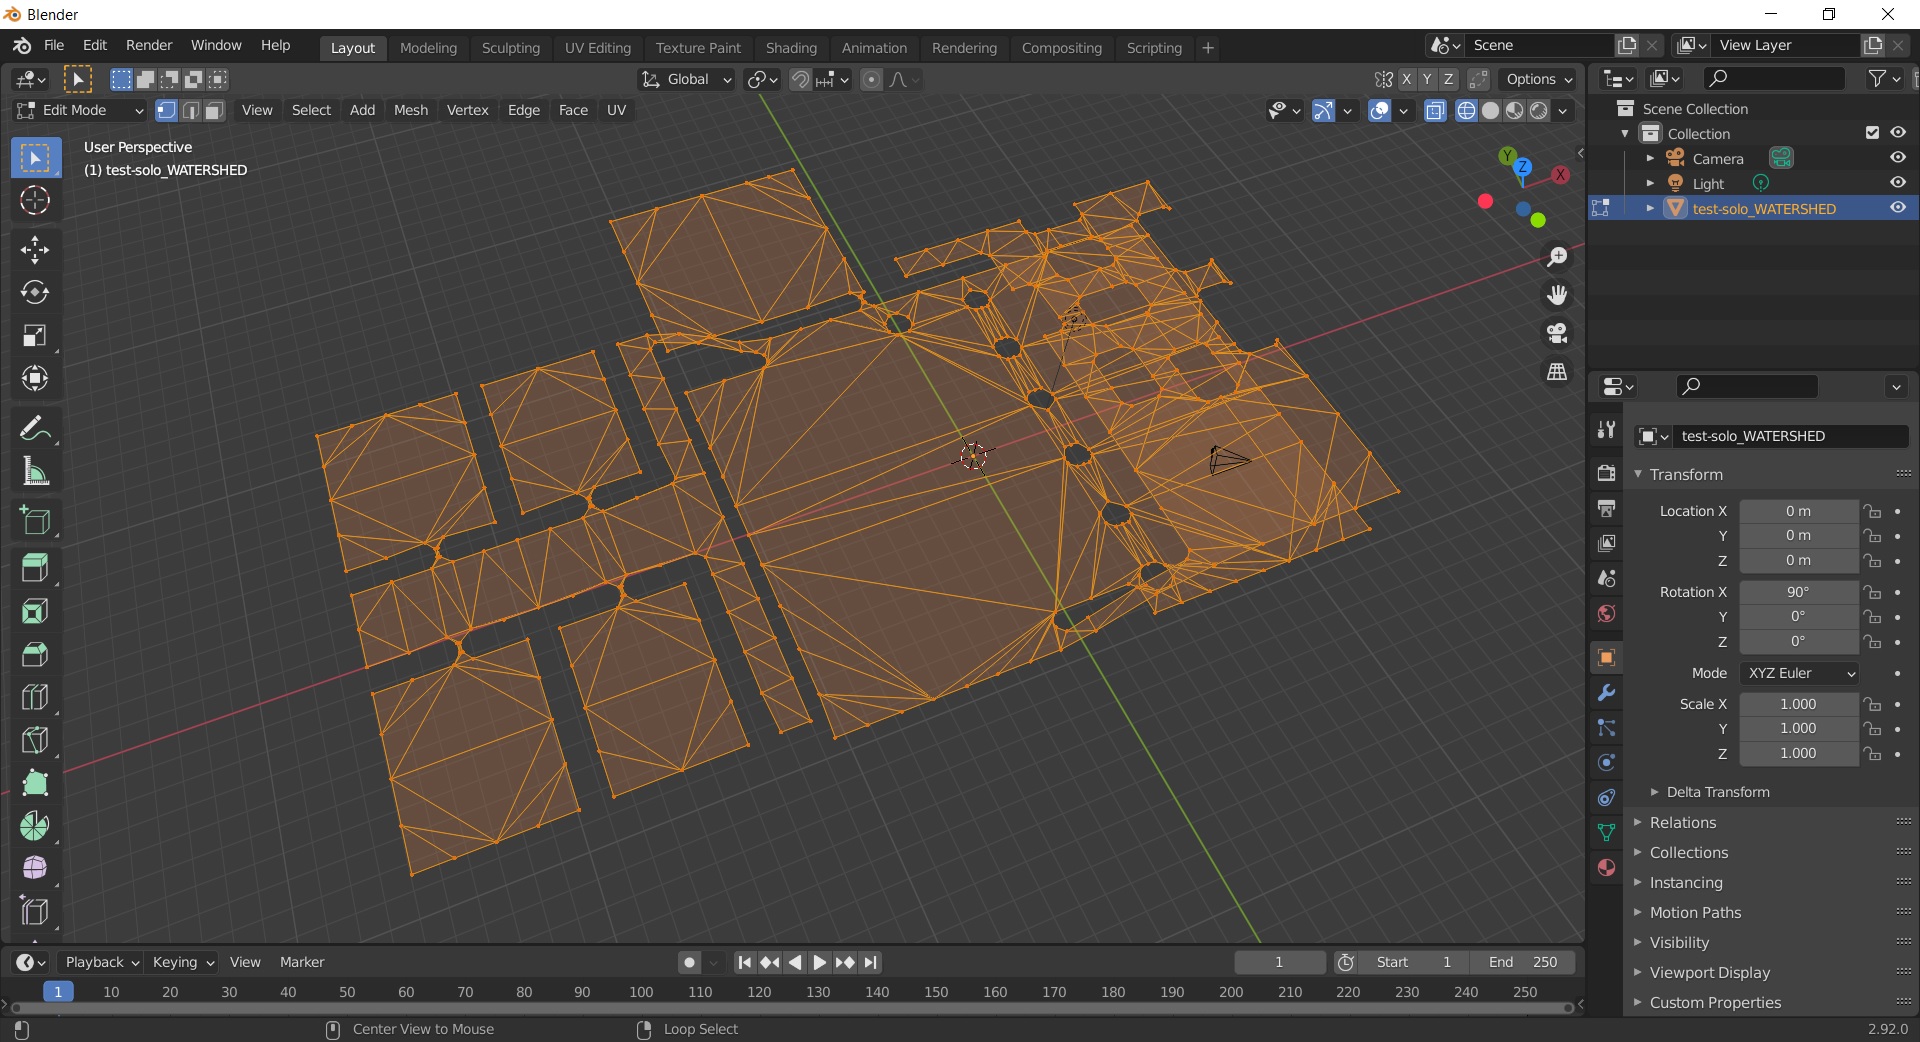 Blender
File Edit Render Window Help Layout Modeling Sculpting UV Editing Texture Paint Shading Animation Rendering Compositing Scripting + Scene View Layer
Global X Y Z Options
Edit Mode View Select Add Mesh Vertex Edge Face UV
User Perspective
(1) test-solo_WATERSHED
Y Z X
Scene Collection
Collection
Camera
Light
test-solo_WATERSHED
test-solo_WATERSHED
Transform
Location X 0 m
Y 0 m
Z 0 m
Rotation X 90°
Y 0°
Z 0°
Mode XYZ Euler
Scale X 1.000
Y 1.000
Z 1.000
Delta Transform
Relations
Collections
Instancing
Motion Paths
Visibility
Viewport Display
Custom Properties
Playback Keying View Marker 1 Start 1 End 250
1 10 20 30 40 50 60 70 80 90 100 110 120 130 140 150 160 170 180 190 200 210 220 230 240 250
Center View to Mouse Loop Select 2.92.0